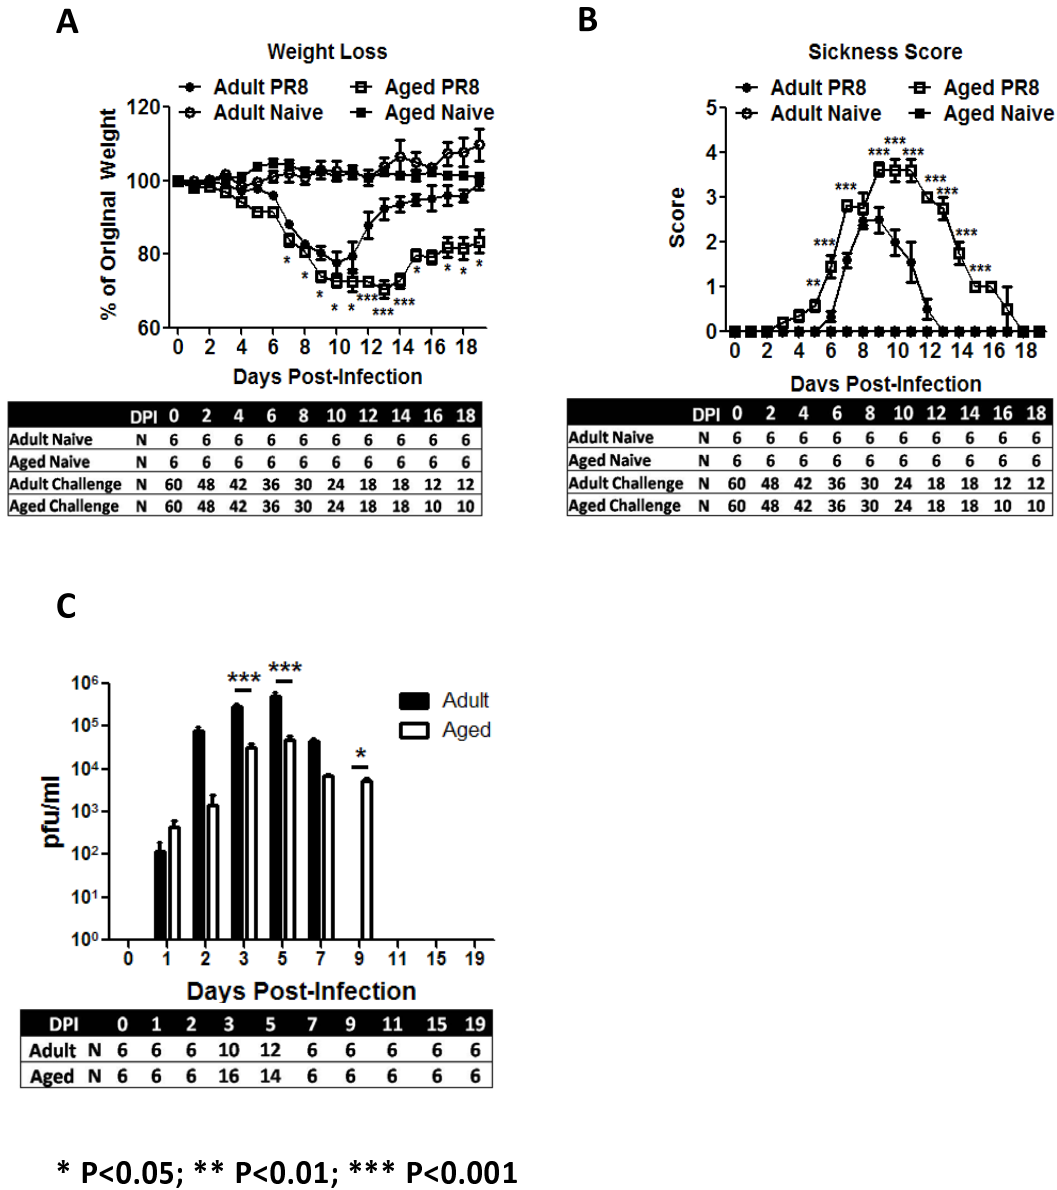 A
Weight Loss
Adult PR8 Aged PR8
Adult Naive Aged Naive
% of Original Weight
120
100
80
60
* * * * * *** *** *** * * * *
0 2 4 6 8 10 12 14 16 18
Days Post-Infection
DPI 0 2 4 6 8 10 12 14 16 18
Adult Naive N 6 6 6 6 6 6 6 6 6 6
Aged Naive N 6 6 6 6 6 6 6 6 6 6
Adult Challenge N 60 48 42 36 30 24 18 18 12 12
Aged Challenge N 60 48 42 36 30 24 18 18 10 10
B
Sickness Score
Adult PR8 Aged PR8
Adult Naive Aged Naive
Score
5
4
3
2
1
0
** *** *** *** *** *** *** *** *** ***
0 2 4 6 8 10 12 14 16 18
Days Post-Infection
DPI 0 2 4 6 8 10 12 14 16 18
Adult Naive N 6 6 6 6 6 6 6 6 6 6
Aged Naive N 6 6 6 6 6 6 6 6 6 6
Adult Challenge N 60 48 42 36 30 24 18 18 12 12
Aged Challenge N 60 48 42 36 30 24 18 18 10 10
C
*** *** *
Adult
Aged
pfu/ml
10⁶
10⁵
10⁴
10³
10²
10¹
10⁰
0 1 2 3 5 7 9 11 15 19
Days Post-Infection
DPI 0 1 2 3 5 7 9 11 15 19
Adult N 6 6 6 10 12 6 6 6 6 6
Aged N 6 6 6 16 14 6 6 6 6 6
* P<0.05; ** P<0.01; *** P<0.001